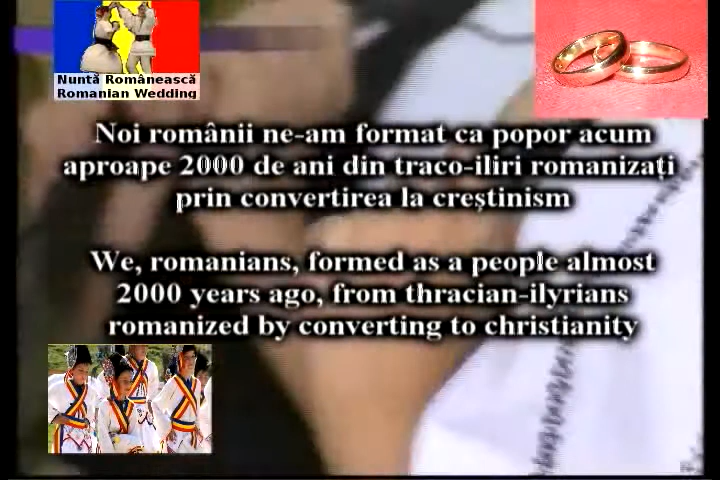 Nuntă Românească
Romanian Wedding
Noi românii ne-am format ca popor acum
aproape 2000 de ani din traco-iliri romanizați
prin convertirea la creștinism
We, romanians, formed as a people almost
2000 years ago, from thracian-ilyrians
romanized by converting to christianity